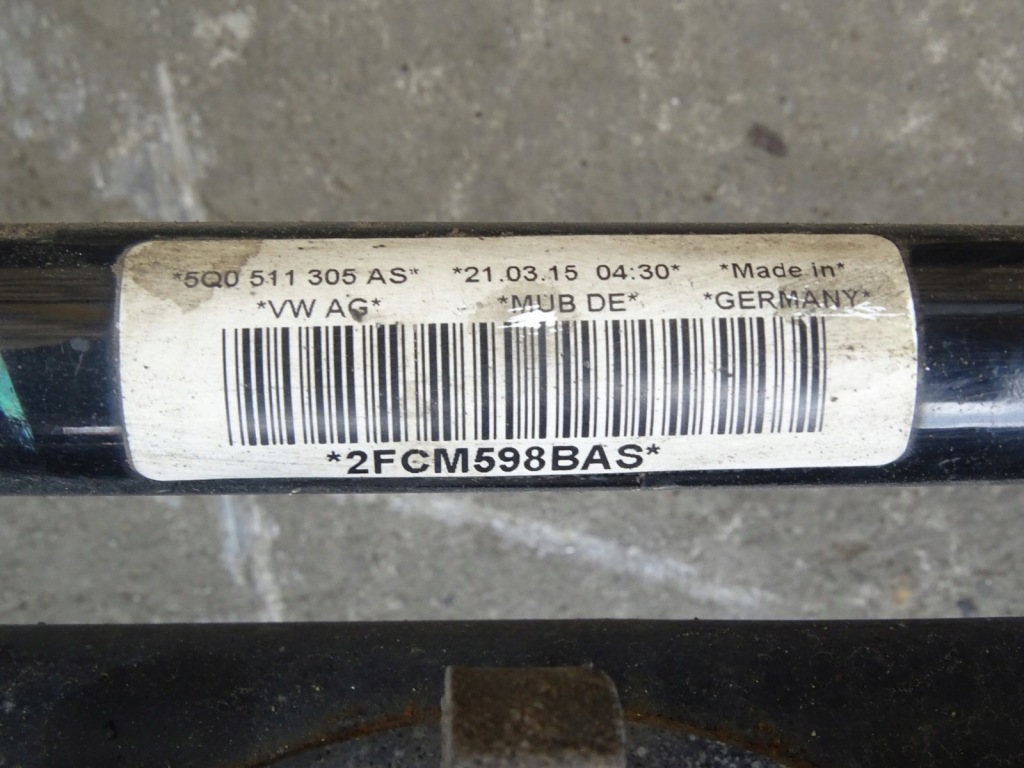 *5Q0 511 305 AS* *21.03.15 04:30* *Made in*
*VW AG* *MUB DE* *GERMANY*
*2FCM598BAS*